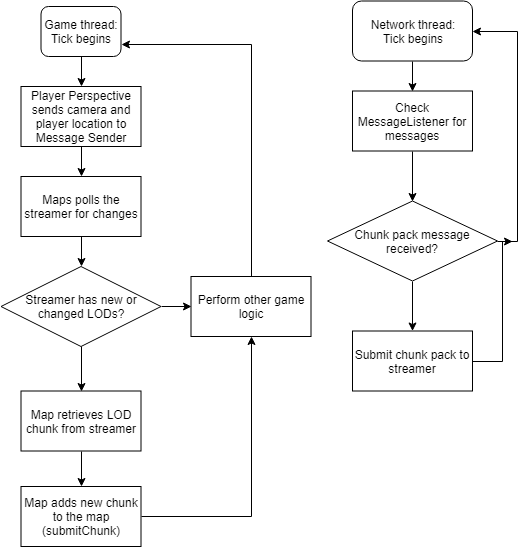 Game thread:
Tick begins
Player Perspective
sends camera and
player location to
Message Sender
Maps polls the
streamer for changes
Streamer has new or
changed LODs?
Perform other game
logic
Map retrieves LOD
chunk from streamer
Map adds new chunk
to the map
(submitChunk)
Network thread:
Tick begins
Check
MessageListener for
messages
Chunk pack message
received?
Submit chunk pack to
streamer